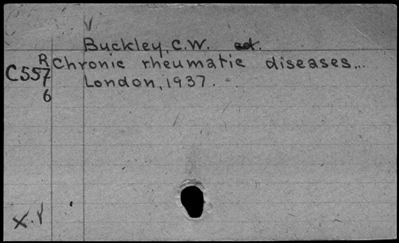 Buckley, C.W. ed.
R Chronic rheumatic diseases...
C557 London, 1937.
6
x.√